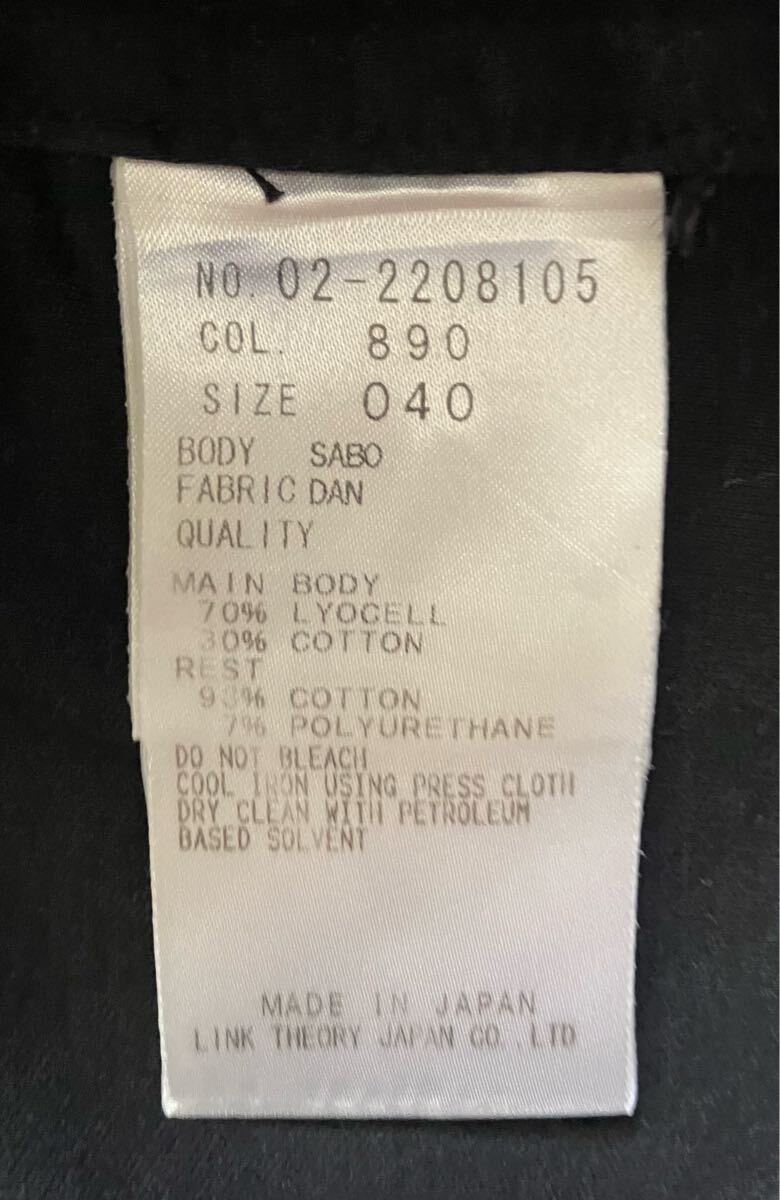 NO. 02-2208105
COL. 890
SIZE 040
BODY SABO
FABRIC DAN
QUALITY
MAIN BODY
70% LYOCELL
30% COTTON
REST
93% COTTON
7% POLYURETHANE
DO NOT BLEACH
COOL IRON USING PRESS CLOTH
DRY CLEAN WITH PETROLEUM
BASED SOLVENT
MADE IN JAPAN
LINK THEORY JAPAN CO.,LTD